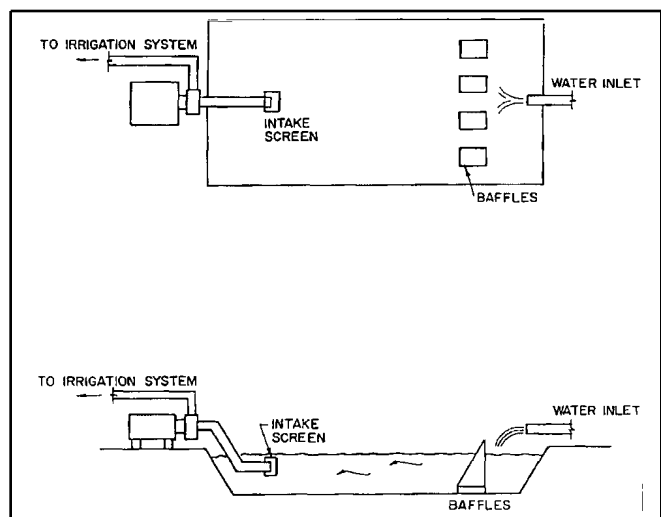 TO IRRIGATION SYSTEM
WATER INLET
INTAKE
SCREEN
BAFFLES
TO IRRIGATION SYSTEM
INTAKE
SCREEN
WATER INLET
BAFFLES